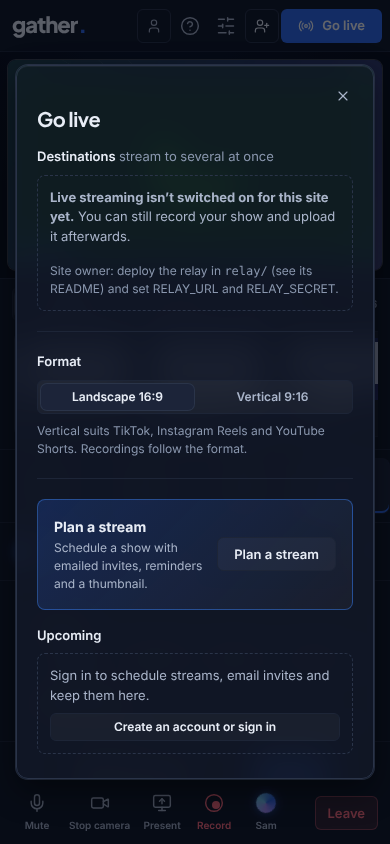 gather.
Go live
Go live
Destinations stream to several at once
Live streaming isn't switched on for this site
yet. You can still record your show and upload
it afterwards.
Site owner: deploy the relay in relay/ (see its
README) and set RELAY_URL and RELAY_SECRET.
Format
Landscape 16:9
Vertical 9:16
Vertical suits TikTok, Instagram Reels and YouTube
Shorts. Recordings follow the format.
Plan a stream
Schedule a show with
emailed invites, reminders
and a thumbnail.
Plan a stream
Upcoming
Sign in to schedule streams, email invites and
keep them here.
Create an account or sign in
Mute
Stop camera
Present
Record
Sam
Leave